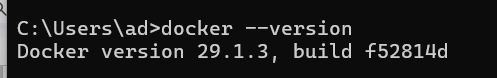 C:\Users\ad>docker --version
Docker version 29.1.3, build f52814d